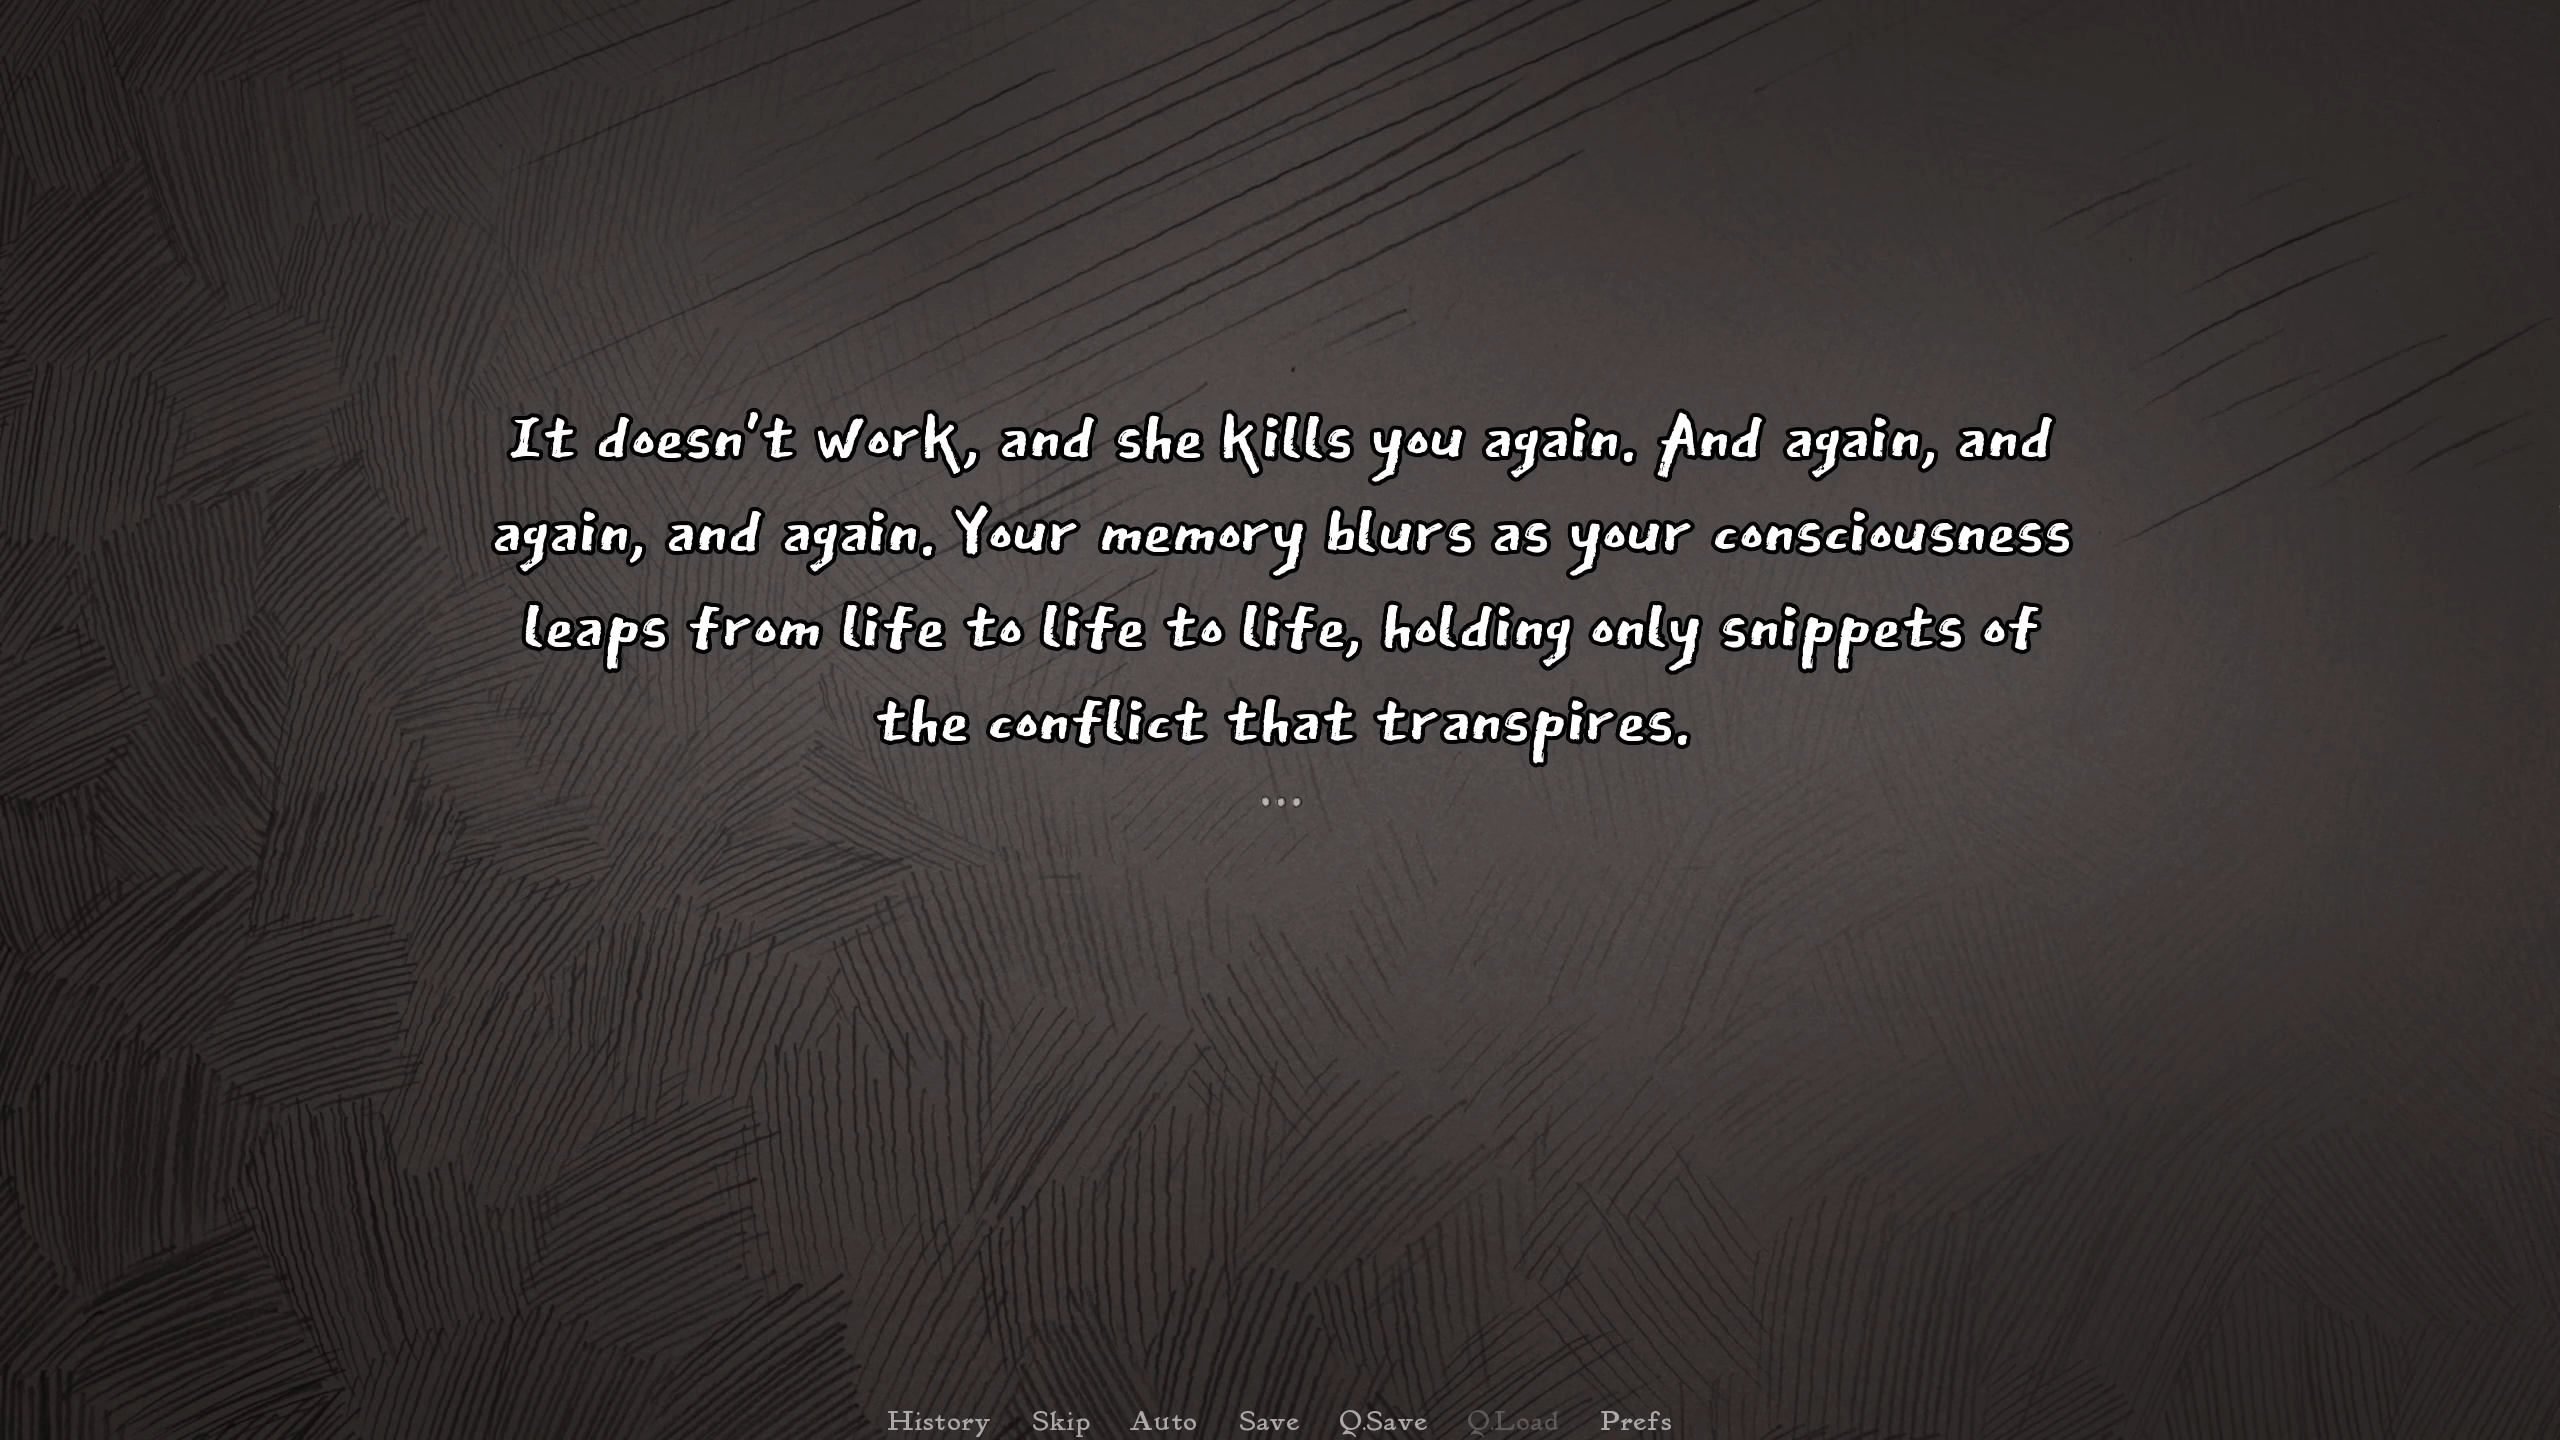 It doesn't work, and she kills you again. And again, and
again, and again. Your memory blurs as your consciousness
leaps from life to life to life, holding only snippets of
the conflict that transpires.
...
History Skip Auto Save Q.Save Q.Load Prefs